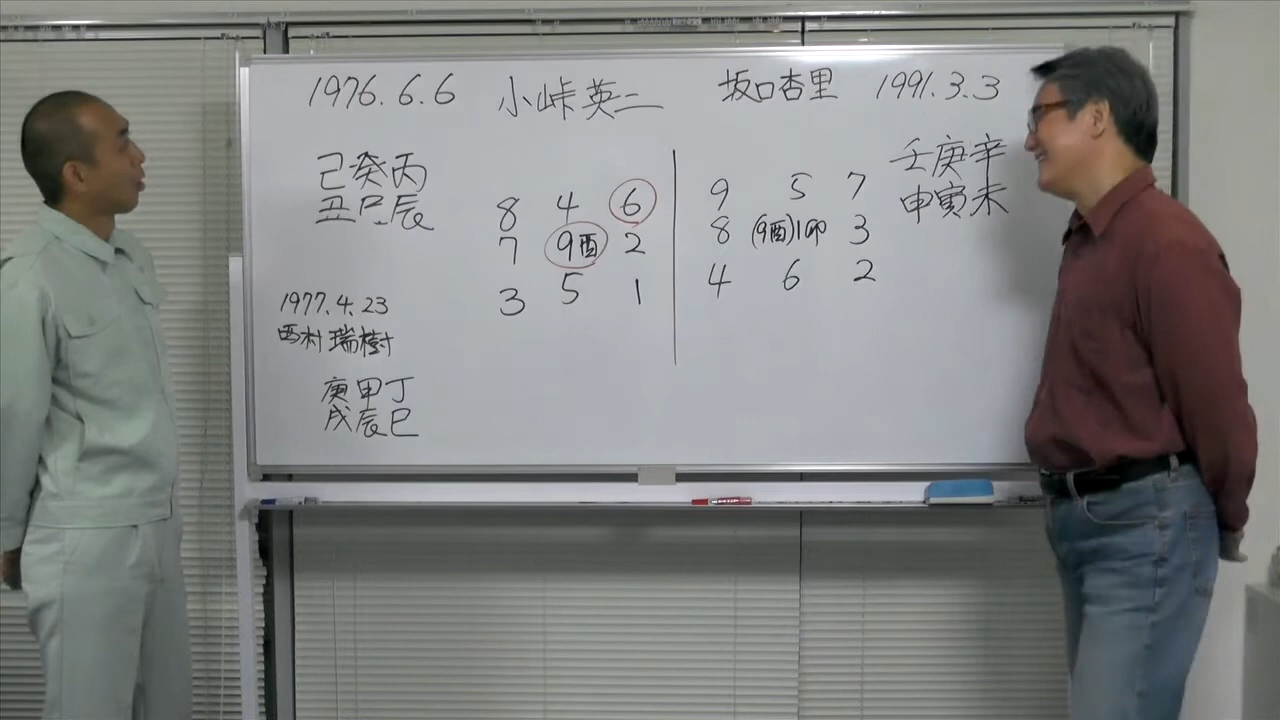 1976.6.6 小峠英二 坂口杏里 1991.3.3
己癸丙
丑巳辰
1977.4.23
西村瑞樹
庚甲丁
戌辰巳
8 4 6
7 9酉 2
3 5 1
9 5 7
8 (9酉)1卯 3
4 6 2
壬庚辛
申寅未